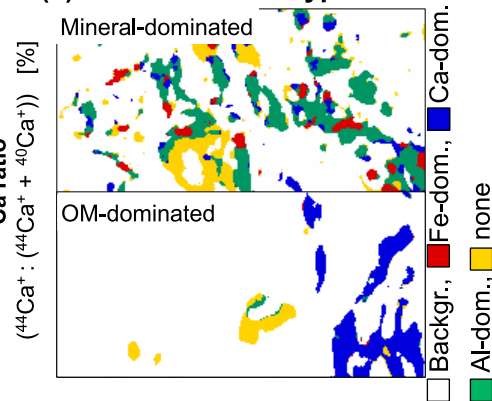 Mineral-dominated
OM-dominated
(⁴⁴Ca⁺ : (⁴⁴Ca⁺ + ⁴⁰Ca⁺)) [%]
Backgr., Fe-dom., Ca-dom.
Al-dom., none